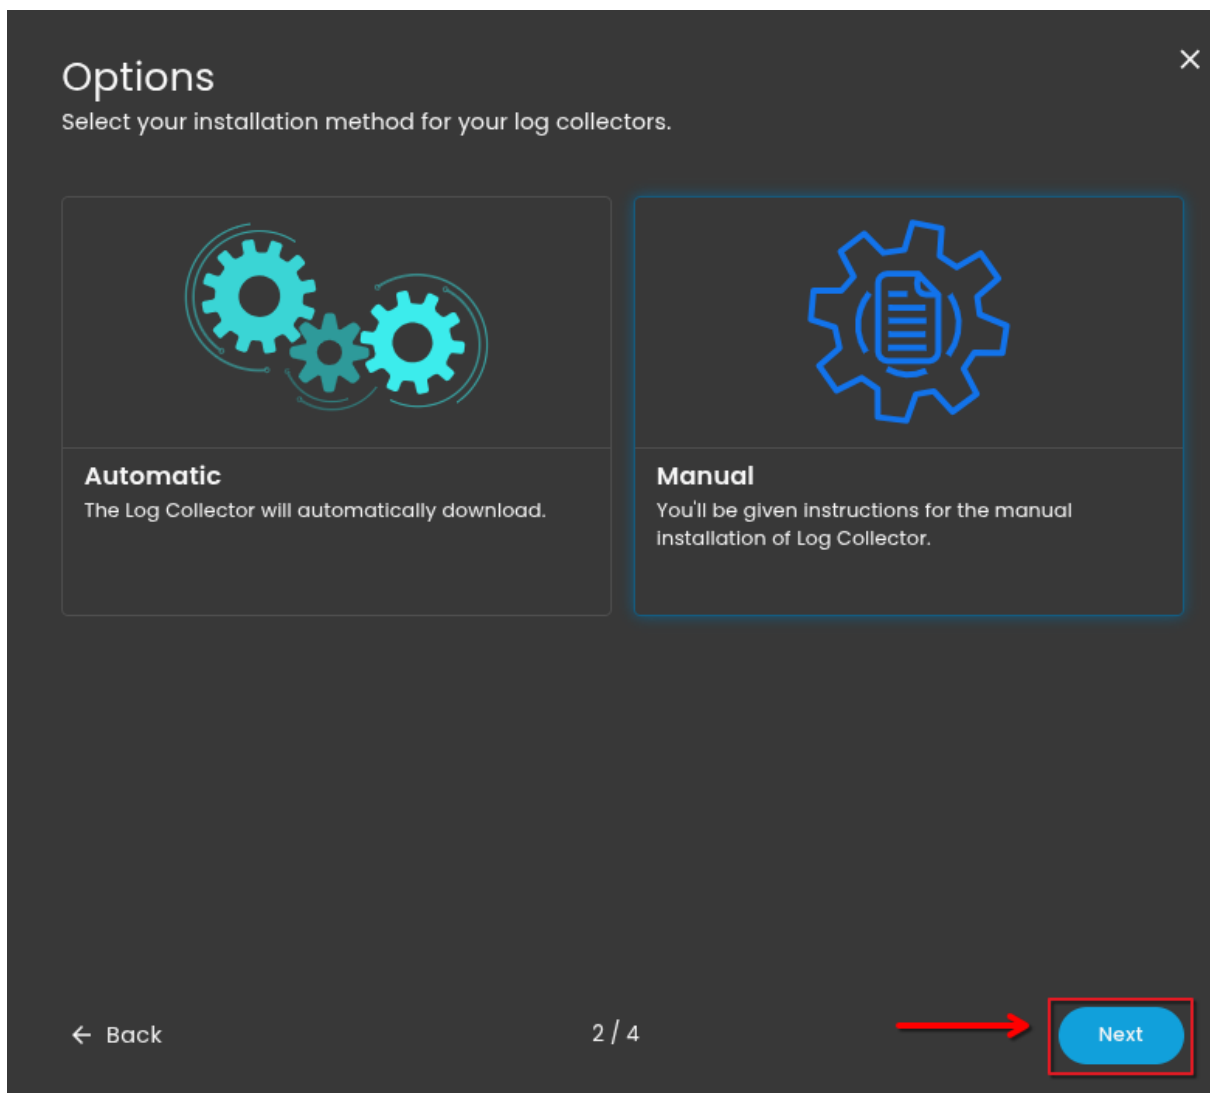 Options
Select your installation method for your log collectors.
Automatic
The Log Collector will automatically download.
Manual
You'll be given instructions for the manual
installation of Log Collector.
Back
2 / 4
Next